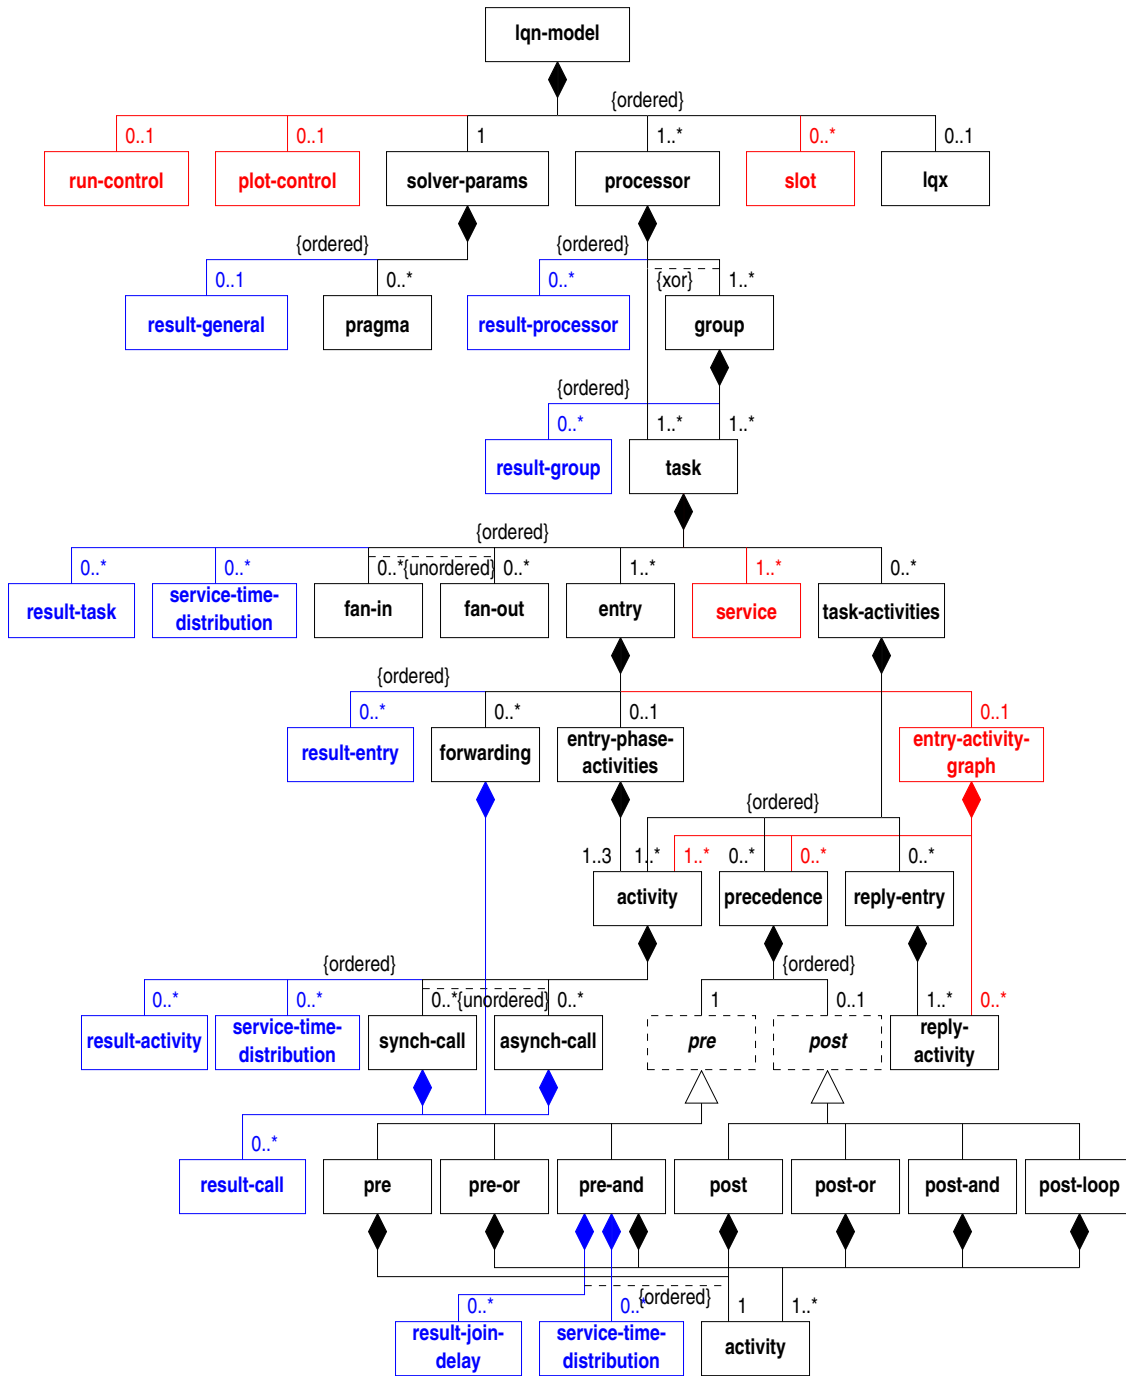 lqn-model
{ordered}
0..1 0..1 1 1..* 0..* 0..1
run-control plot-control solver-params processor slot lqx
{ordered} {ordered}
0..1 0..* 0..* {xor} 1..*
result-general pragma result-processor group
{ordered}
0..* 1..* 1..*
result-group task
{ordered}
0..* 0..* 0..* {unordered} 0..* 1..* 1..* 0..*
result-task service-time-distribution fan-in fan-out entry service task-activities
{ordered}
0..* 0..* 0..1 0..1
result-entry forwarding entry-phase-activities entry-activity-graph
{ordered}
1..3 1..* 1..* 0..* 0..* 0..*
activity precedence reply-entry
{ordered} {ordered}
0..* 0..* 0..* {unordered} 0..* 1 0..1 1..* 0..*
result-activity service-time-distribution synch-call asynch-call pre post reply-activity
0..*
result-call pre pre-or pre-and post post-or post-and post-loop
0..* 0..* {ordered} 1 1..*
result-join-delay service-time-distribution activity